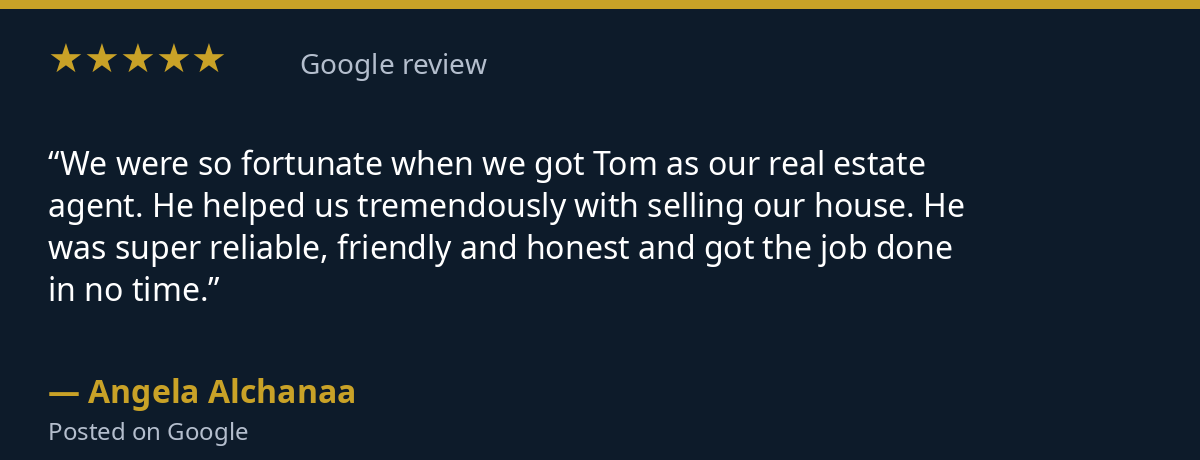 ★★★★★ Google review
“We were so fortunate when we got Tom as our real estate
agent. He helped us tremendously with selling our house. He
was super reliable, friendly and honest and got the job done
in no time.”
— Angela Alchanaa
Posted on Google